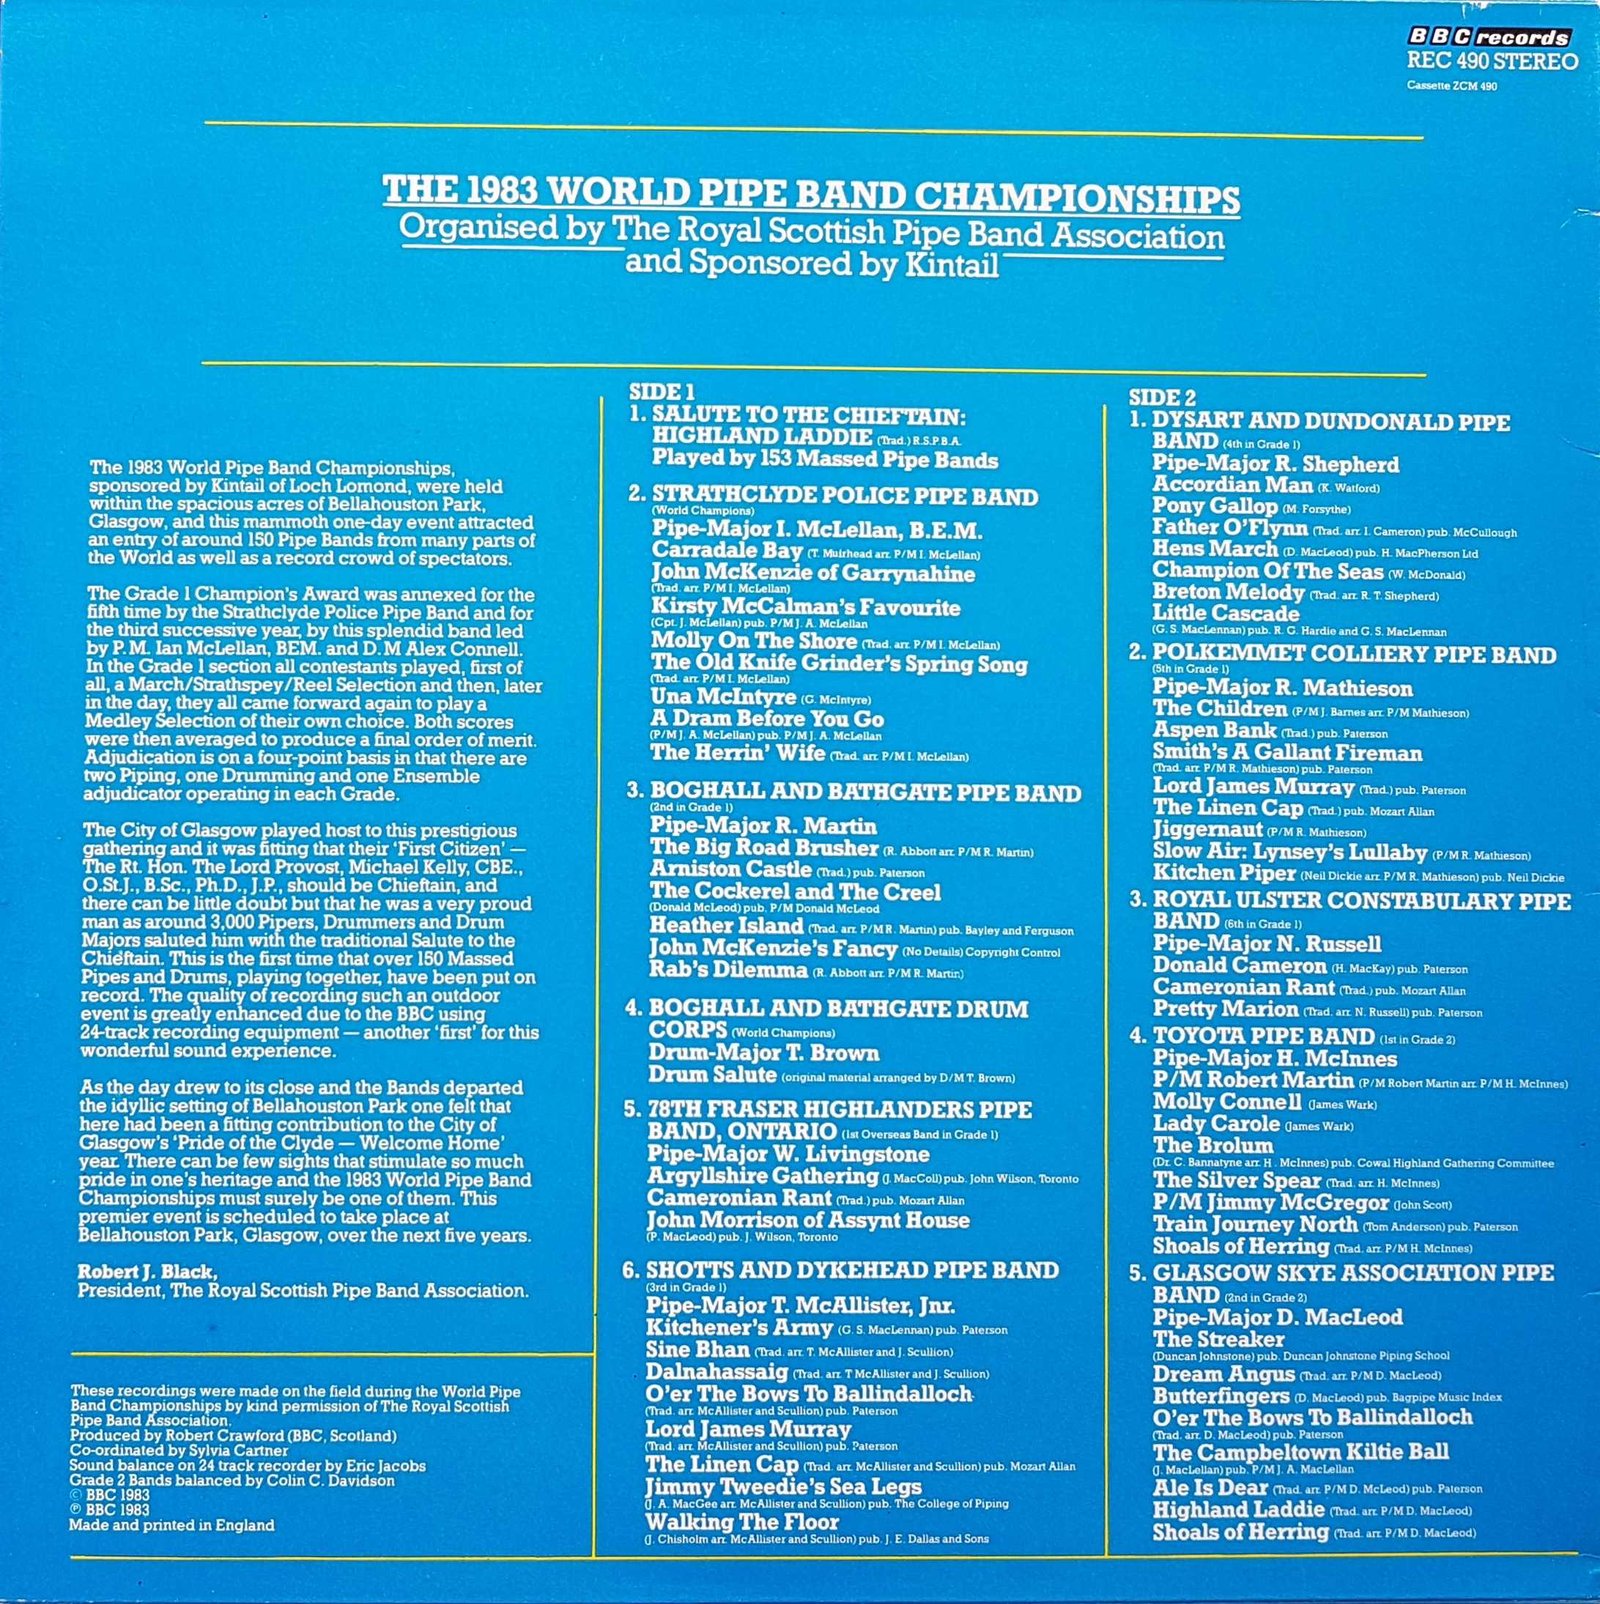 BBC records
REC 490 STEREO
Cassette ZCM 490
THE 1983 WORLD PIPE BAND CHAMPIONSHIPS
Organised by The Royal Scottish Pipe Band Association
and Sponsored by Kintail
The 1983 World Pipe Band Championships,
sponsored by Kintail of Loch Lomond, were held
within the spacious acres of Bellahouston Park,
Glasgow, and this mammoth one-day event attracted
an entry of around 150 Pipe Bands from many parts of
the World as well as a record crowd of spectators.
The Grade 1 Champion's Award was annexed for the
fifth time by the Strathclyde Police Pipe Band and for
the third successive year, by this splendid band led
by P.M. Ian McLellan, BEM. and D.M Alex Connell.
In the Grade 1 section all contestants played, first of
all, a March/Strathspey/Reel Selection and then, later
in the day, they all came forward again to play a
Medley Selection of their own choice. Both scores
were then averaged to produce a final order of merit.
Adjudication is on a four-point basis in that there are
two Piping, one Drumming and one Ensemble
adjudicator operating in each Grade.
The City of Glasgow played host to this prestigious
gathering and it was fitting that their 'First Citizen' —
The Rt. Hon. The Lord Provost, Michael Kelly, CBE.,
O.St.J., B.Sc., Ph.D., J.P., should be Chieftain, and
there can be little doubt but that he was a very proud
man as around 3,000 Pipers, Drummers and Drum
Majors saluted him with the traditional Salute to the
Chieftain. This is the first time that over 150 Massed
Pipes and Drums, playing together, have been put on
record. The quality of recording such an outdoor
event is greatly enhanced due to the BBC using
24-track recording equipment — another 'first' for this
wonderful sound experience.
As the day drew to its close and the Bands departed
the idyllic setting of Bellahouston Park one felt that
here had been a fitting contribution to the City of
Glasgow's 'Pride of the Clyde — Welcome Home'
year. There can be few sights that stimulate so much
pride in one's heritage and the 1983 World Pipe Band
Championships must surely be one of them. This
premier event is scheduled to take place at
Bellahouston Park, Glasgow, over the next five years.
Robert J. Black,
President, The Royal Scottish Pipe Band Association.
These recordings were made on the field during the World Pipe
Band Championships by kind permission of The Royal Scottish
Pipe Band Association.
Produced by Robert Crawford (BBC, Scotland)
Co-ordinated by Sylvia Cartner
Sound balance on 24 track recorder by Eric Jacobs
Grade 2 Bands balanced by Colin C. Davidson
© BBC 1983
℗ BBC 1983
Made and printed in England
SIDE 1
1. SALUTE TO THE CHIEFTAIN:
HIGHLAND LADDIE (Trad.) R.S.P.B.A.
Played by 153 Massed Pipe Bands
2. STRATHCLYDE POLICE PIPE BAND
(World Champions)
Pipe-Major I. McLellan, B.E.M.
Carradale Bay (T. Muirhead arr. P/M I. McLellan)
John McKenzie of Garrynahine
(Trad. arr. P/M I. McLellan)
Kirsty McCalman's Favourite
(Cpt. J. McLellan) pub. P/M J. A. McLellan
Molly On The Shore (Trad. arr. P/M I. McLellan)
The Old Knife Grinder's Spring Song
(Trad. arr. P/M I. McLellan)
Una McIntyre (G. McIntyre)
A Dram Before You Go
(P/M J. A. McLellan) pub. P/M J. A. McLellan
The Herrin' Wife (Trad. arr. P/M I. McLellan)
3. BOGHALL AND BATHGATE PIPE BAND
(2nd in Grade 1)
Pipe-Major R. Martin
The Big Road Brusher (R. Abbott arr. P/M R. Martin)
Arniston Castle (Trad.) pub. Paterson
The Cockerel and The Creel
(Donald McLeod) pub. P/M Donald McLeod
Heather Island (Trad. arr. P/M R. Martin) pub. Bayley and Ferguson
John McKenzie's Fancy (No Details) Copyright Control
Rab's Dilemma (R. Abbott arr. P/M R. Martin)
4. BOGHALL AND BATHGATE DRUM
CORPS (World Champions)
Drum-Major T. Brown
Drum Salute (original material arranged by D/M T. Brown)
5. 78TH FRASER HIGHLANDERS PIPE
BAND, ONTARIO (1st Overseas Band in Grade 1)
Pipe-Major W. Livingstone
Argyllshire Gathering (J. MacColl) pub. John Wilson, Toronto
Cameronian Rant (Trad.) pub. Mozart Allan
John Morrison of Assynt House
(P. MacLeod) pub. J. Wilson, Toronto
6. SHOTTS AND DYKEHEAD PIPE BAND
(3rd in Grade 1)
Pipe-Major T. McAllister, Jnr.
Kitchener's Army (G. S. MacLennan) pub. Paterson
Sine Bhan (Trad. arr. T. McAllister and J. Scullion)
Dalnahassaig (Trad. arr. T McAllister and J. Scullion)
O'er The Bows To Ballindalloch
(Trad. arr. McAllister and Scullion) pub. Paterson
Lord James Murray
(Trad. arr. McAllister and Scullion) pub. Paterson
The Linen Cap (Trad. arr. McAllister and Scullion) pub. Mozart Allan
Jimmy Tweedie's Sea Legs
(J. A. MacGee arr. McAllister and Scullion) pub. The College of Piping
Walking The Floor
(J. Chisholm arr. McAllister and Scullion) pub. J. E. Dallas and Sons
SIDE 2
1. DYSART AND DUNDONALD PIPE
BAND (4th in Grade 1)
Pipe-Major R. Shepherd
Accordian Man (K. Watford)
Pony Gallop (M. Forsythe)
Father O'Flynn (Trad. arr. I. Cameron) pub. McCullough
Hens March (D. MacLeod) pub. H. MacPherson Ltd
Champion Of The Seas (W. McDonald)
Breton Melody (Trad. arr. R. T. Shepherd)
Little Cascade
(G. S. MacLennan) pub. R. G. Hardie and G. S. MacLennan
2. POLKEMMET COLLIERY PIPE BAND
(5th in Grade 1)
Pipe-Major R. Mathieson
The Children (P/M J. Barnes arr. P/M Mathieson)
Aspen Bank (Trad.) pub. Paterson
Smith's A Gallant Fireman
(Trad. arr. P/M R. Mathieson) pub. Paterson
Lord James Murray (Trad.) pub. Paterson
The Linen Cap (Trad.) pub. Mozart Allan
Jiggernaut (P/M R. Mathieson)
Slow Air: Lynsey's Lullaby (P/M R. Mathieson)
Kitchen Piper (Neil Dickie arr. P/M R. Mathieson) pub. Neil Dickie
3. ROYAL ULSTER CONSTABULARY PIPE
BAND (6th in Grade 1)
Pipe-Major N. Russell
Donald Cameron (H. MacKay) pub. Paterson
Cameronian Rant (Trad.) pub. Mozart Allan
Pretty Marion (Trad. arr. N. Russell) pub. Paterson
4. TOYOTA PIPE BAND (1st in Grade 2)
Pipe-Major H. McInnes
P/M Robert Martin (P/M Robert Martin arr. P/M H. McInnes)
Molly Connell (James Wark)
Lady Carole (James Wark)
The Brolum
(Dr. C. Bannatyne arr. H. McInnes) pub. Cowal Highland Gathering Committee
The Silver Spear (Trad. arr. H. McInnes)
P/M Jimmy McGregor (John Scott)
Train Journey North (Tom Anderson) pub. Paterson
Shoals of Herring (Trad. arr. P/M H. McInnes)
5. GLASGOW SKYE ASSOCIATION PIPE
BAND (2nd in Grade 2)
Pipe-Major D. MacLeod
The Streaker
(Duncan Johnstone) pub. Duncan Johnstone Piping School
Dream Angus (Trad. arr. P/M D. MacLeod)
Butterfingers (D. MacLeod) pub. Bagpipe Music Index
O'er The Bows To Ballindalloch
(Trad. arr. D. MacLeod) pub. Paterson
The Campbeltown Kiltie Ball
(J. MacLellan) pub. P/M J. A. MacLellan
Ale Is Dear (Trad. arr. P/M D. McLeod) pub. Paterson
Highland Laddie (Trad. arr. P/M D. MacLeod)
Shoals of Herring (Trad. arr. P/M D. MacLeod)